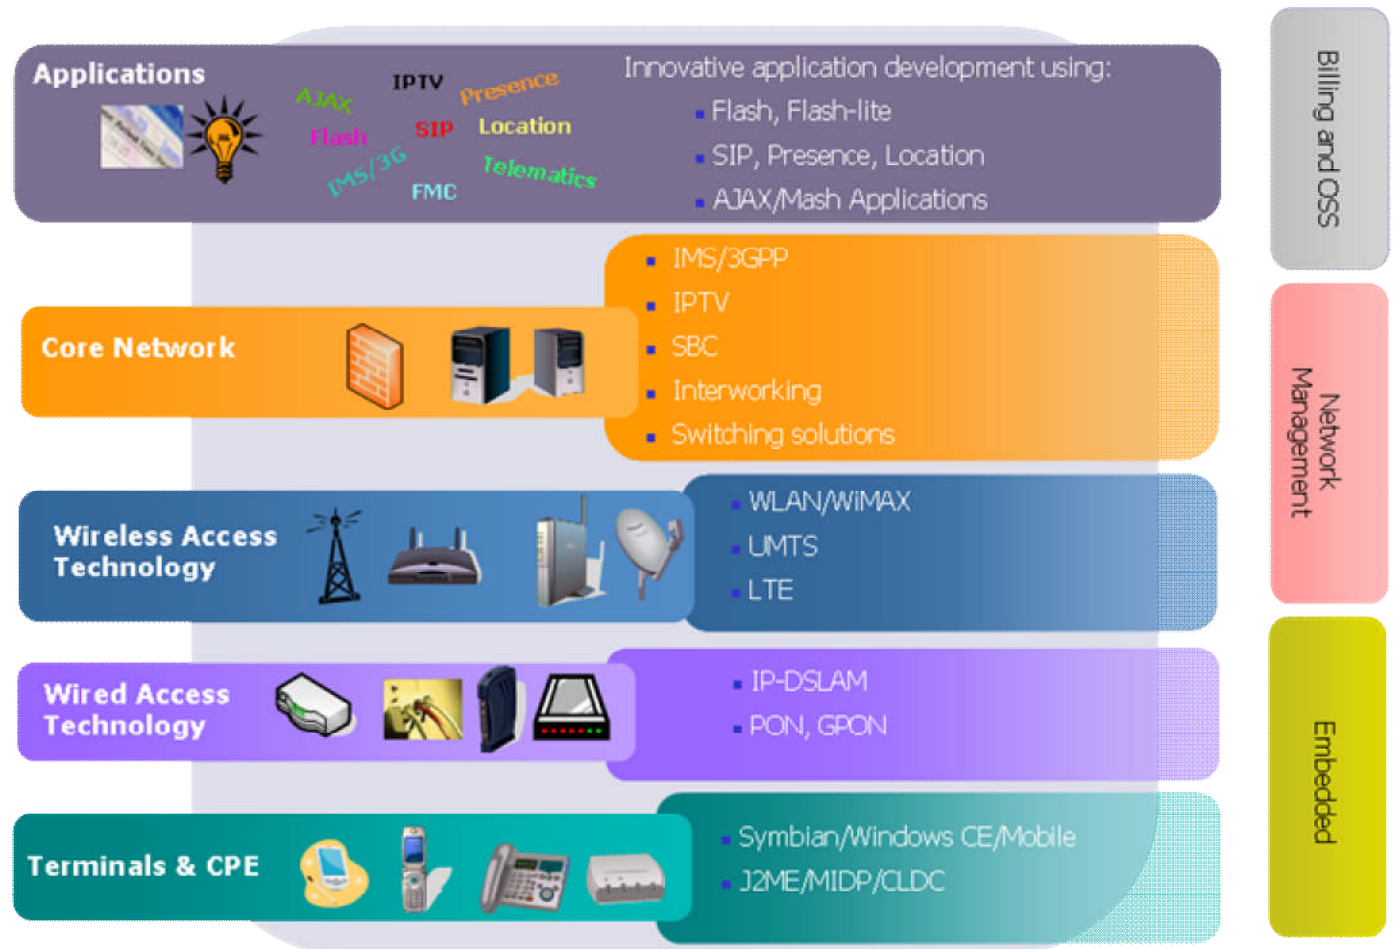 Applications
AJAX
IPTV
Presence
Flash
SIP
Location
IMS/3G
FMC
Telematics
Innovative application development using:
Flash, Flash-lite
SIP, Presence, Location
AJAX/Mash Applications
Core Network
IMS/3GPP
IPTV
SBC
Interworking
Switching solutions
Wireless Access
Technology
WLAN/WiMAX
UMTS
LTE
Wired Access
Technology
IP-DSLAM
PON, GPON
Terminals & CPE
Symbian/Windows CE/Mobile
J2ME/MIDP/CLDC
Billing and OSS
Network
Management
Embedded